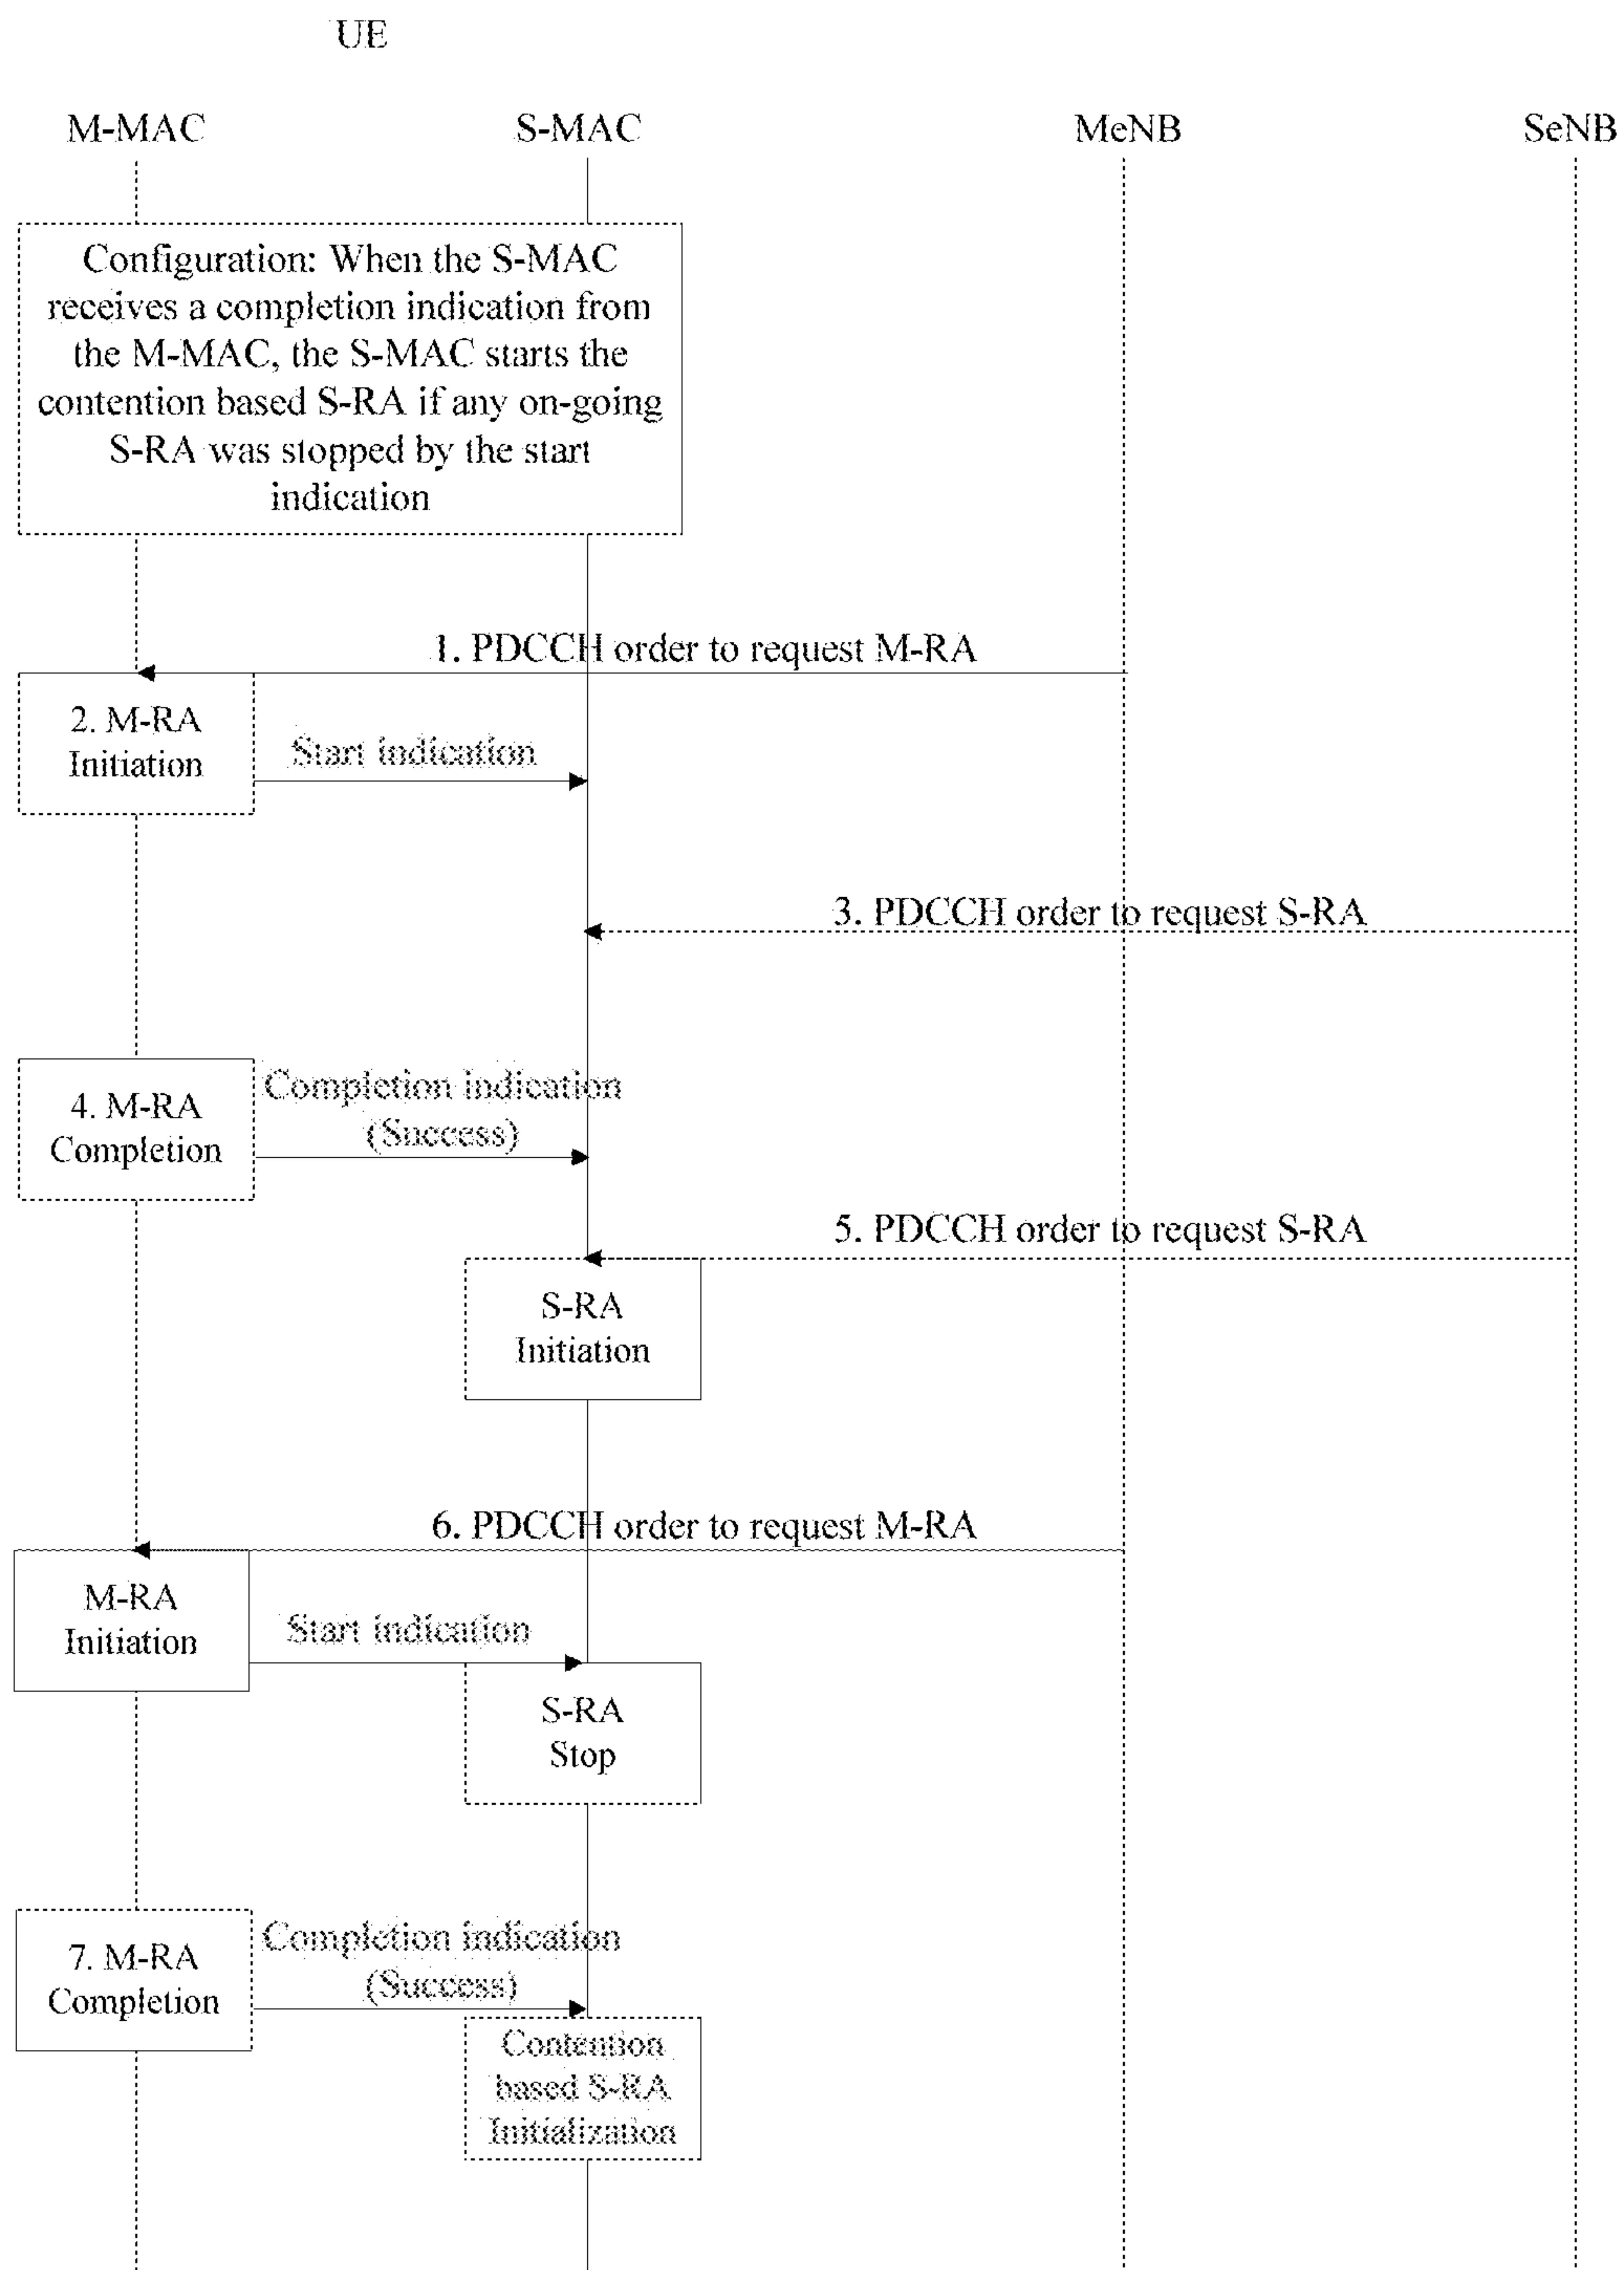 UE
M-MAC
S-MAC
MeNB
SeNB
Configuration: When the S-MAC
receives a completion indication from
the M-MAC, the S-MAC starts the
contention based S-RA if any on-going
S-RA was stopped by the start
indication
1. PDCCH order to request M-RA
2. M-RA
Initiation
Start indication
3. PDCCH order to request S-RA
4. M-RA
Completion
Completion indication
(Success)
5. PDCCH order to request S-RA
S-RA
Initiation
6. PDCCH order to request M-RA
M-RA
Initiation
Start indication
S-RA
Stop
7. M-RA
Completion
Completion indication
(Success)
Contention
based S-RA
Initialization